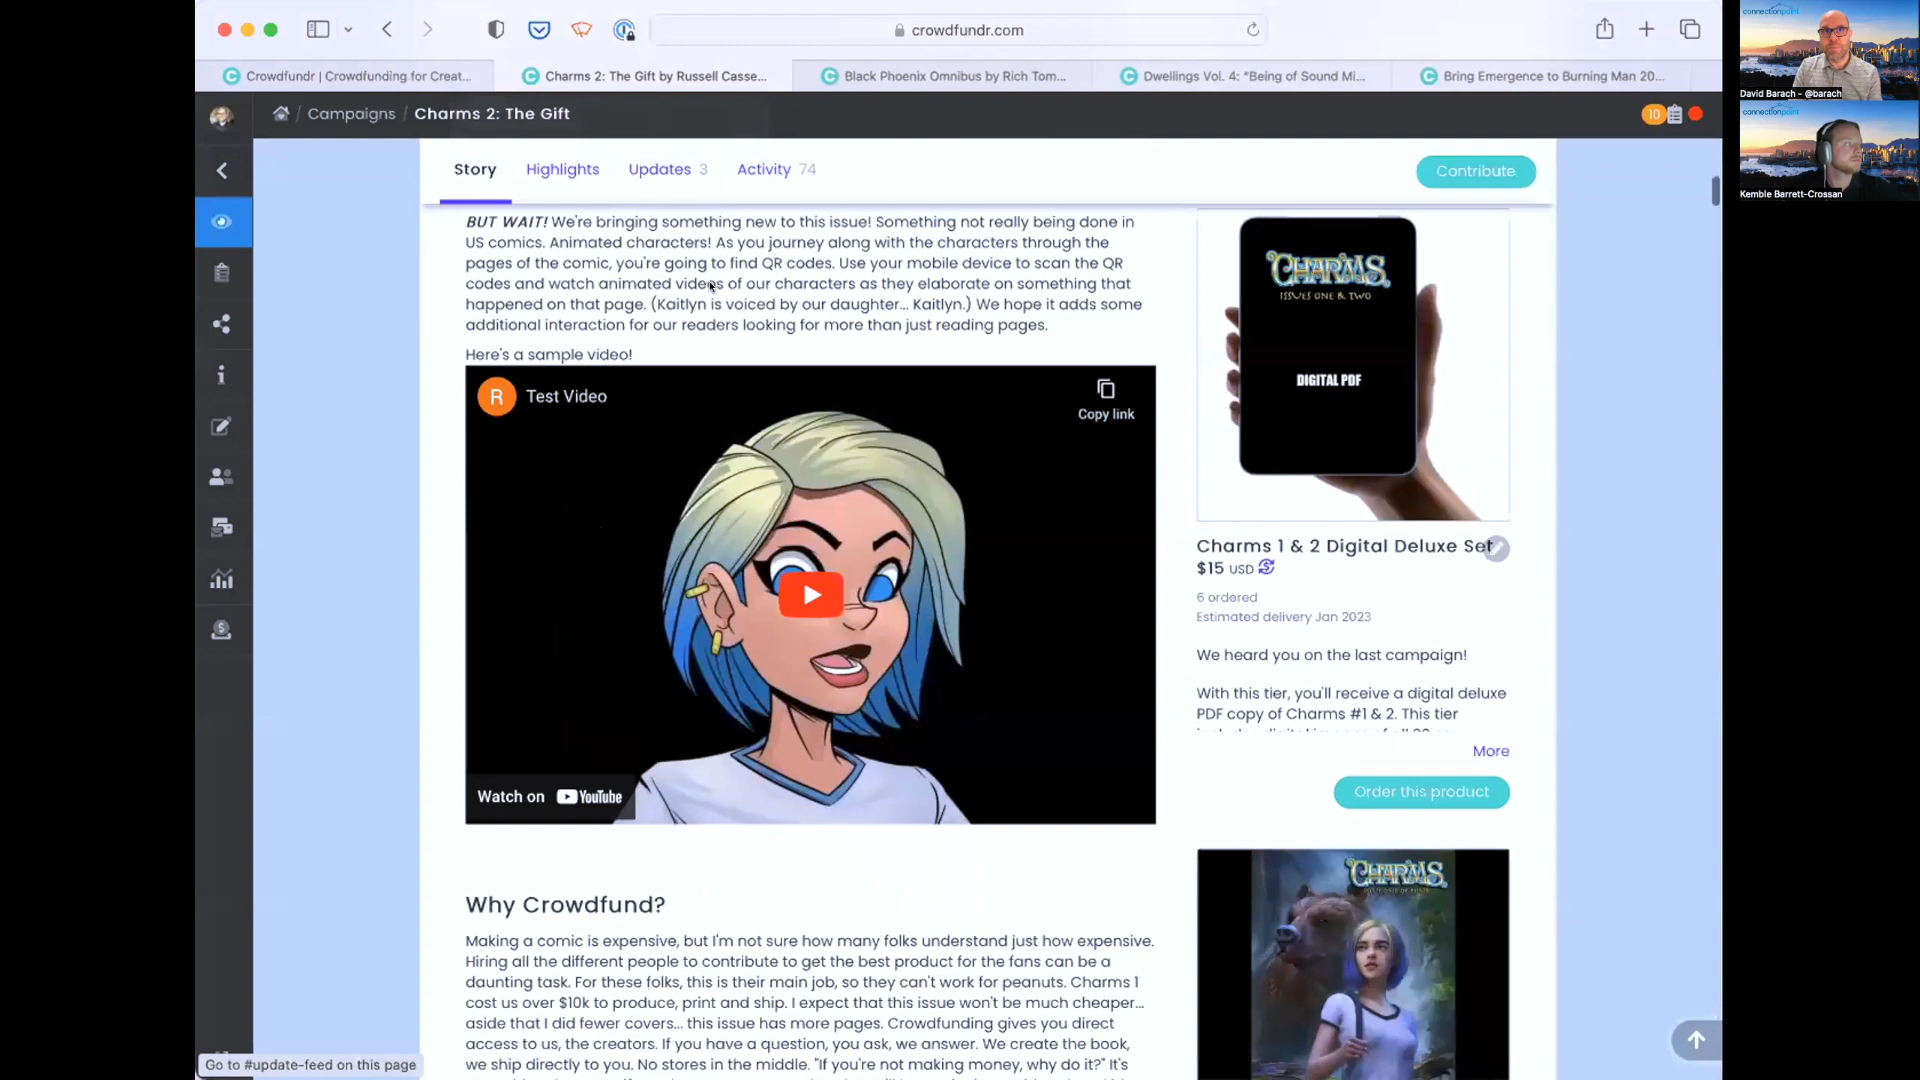 crowdfundr.com
Crowdfundr | Crowdfunding for Creat...
Charms 2: The Gift by Russell Casse...
Black Phoenix Omnibus by Rich Tom...
Dwellings Vol. 4: "Being of Sound Mi...
Bring Emergence to Burning Man 20...
/ Campaigns / Charms 2: The Gift
10
Story
Highlights
Updates 3
Activity 74
Contribute
BUT WAIT! We're bringing something new to this issue! Something not really being done in
US comics. Animated characters! As you journey along with the characters through the
pages of the comic, you're going to find QR codes. Use your mobile device to scan the QR
codes and watch animated videos of our characters as they elaborate on something that
happened on that page. (Kaitlyn is voiced by our daughter... Kaitlyn.) We hope it adds some
additional interaction for our readers looking for more than just reading pages.
Here's a sample video!
R
Test Video
Copy link
Watch on YouTube
Why Crowdfund?
Making a comic is expensive, but I'm not sure how many folks understand just how expensive.
Hiring all the different people to contribute to get the best product for the fans can be a
daunting task. For these folks, this is their main job, so they can't work for peanuts. Charms 1
cost us over $10k to produce, print and ship. I expect that this issue won't be much cheaper...
aside that I did fewer covers... this issue has more pages. Crowdfunding gives you direct
access to us, the creators. If you have a question, you ask, we answer. We create the book,
we ship directly to you. No stores in the middle. "If you're not making money, why do it?" It's
CHARMS
ISSUES ONE & TWO
DIGITAL PDF
Charms 1 & 2 Digital Deluxe Set
$15 USD
6 ordered
Estimated delivery Jan 2023
We heard you on the last campaign!
With this tier, you'll receive a digital deluxe
PDF copy of Charms #1 & 2. This tier
More
Order this product
CHARMS
Go to #update-feed on this page
connectionpoint
David Barach - @barach
connectionpoint
Kemble Barrett-Crossan